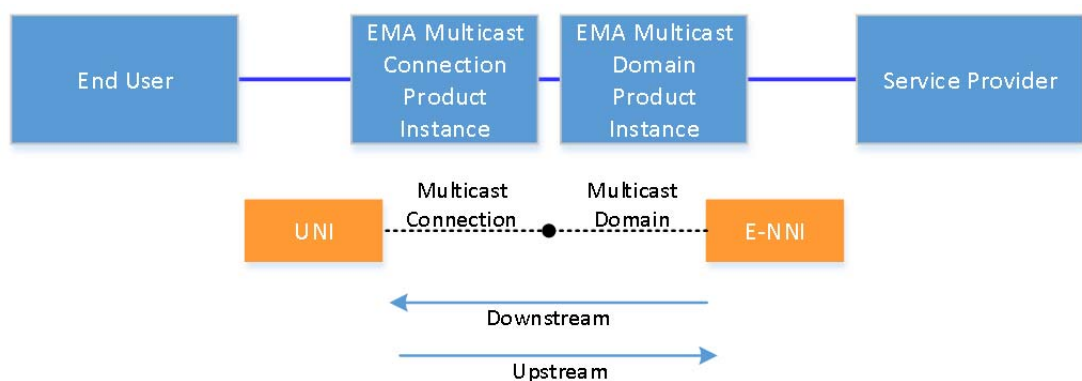 End User
EMA Multicast
Connection
Product
Instance
EMA Multicast
Domain
Product
Instance
Service Provider
UNI
Multicast
Connection
Multicast
Domain
E-NNI
Downstream
Upstream